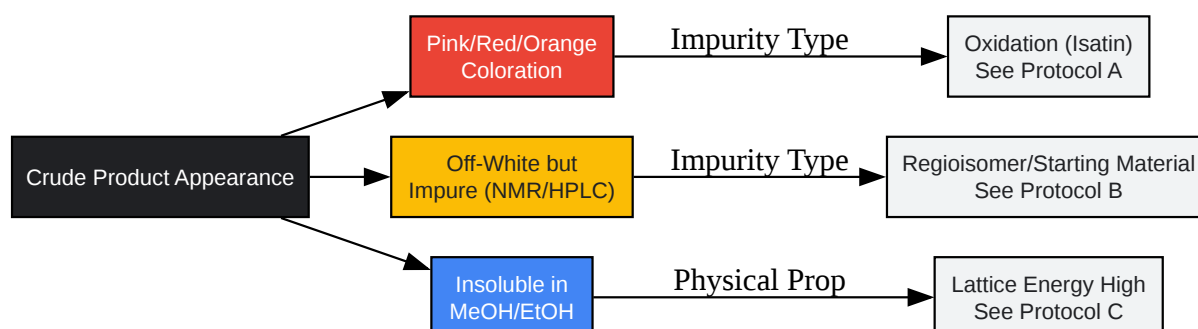 Pink/Red/Orange
Coloration
Impurity Type
Oxidation (Isatin)
See Protocol A
Crude Product Appearance
Off-White but
Impure (NMR/HPLC)
Impurity Type
Regioisomer/Starting Material
See Protocol B
Insoluble in
MeOH/EtOH
Physical Prop
Lattice Energy High
See Protocol C